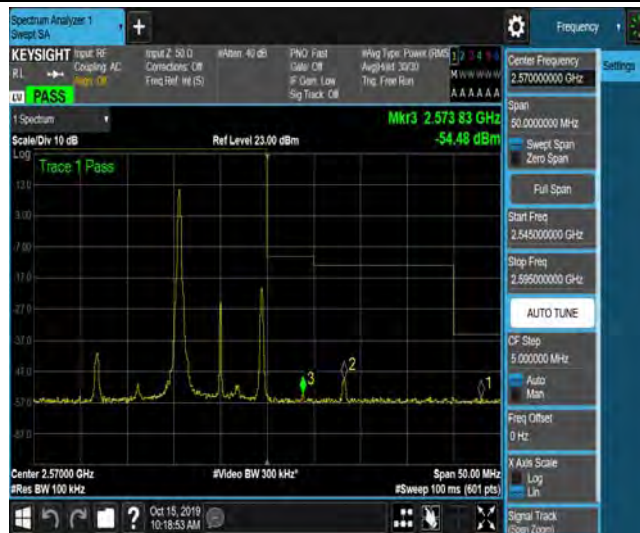 Spectrum Analyzer 1
Swept SA
+
Frequency
KEYSIGHT
RL
Input: RF
Coupling: AC
Align: Off
Input Z: 50 Ω
Corrections: Off
Freq Ref: Int (S)
#Atten: 40 dB
PNO: Fast
Gate: Off
IF Gain: Low
Sig Track: Off
#Avg Type: Power (RMS
Avg|Hold: 30/30
Trig: Free Run
1 2 3 4 5 6
M W W W W W
A A A A A A
LV PASS
1 Spectrum
Scale/Div 10 dB
Ref Level 23.00 dBm
Mkr3 2.573 83 GHz
-54.48 dBm
Log
Trace 1 Pass
13.0
3.00
-7.00
-17.0
-27.0
-37.0
-47.0
-57.0
-67.0
3
2
1
Center 2.57000 GHz
#Video BW 300 kHz*
Span 50.00 MHz
#Res BW 100 kHz
#Sweep 100 ms (601 pts)
?
Oct 15, 2019
10:18:53 AM
Center Frequency
2.570000000 GHz
Settings
Span
50.0000000 MHz
Swept Span
Zero Span
Full Span
Start Freq
2.545000000 GHz
Stop Freq
2.595000000 GHz
AUTO TUNE
CF Step
5.000000 MHz
Auto
Man
Freq Offset
0 Hz
X Axis Scale
Log
Lin
Signal Track
(Span Zoom)